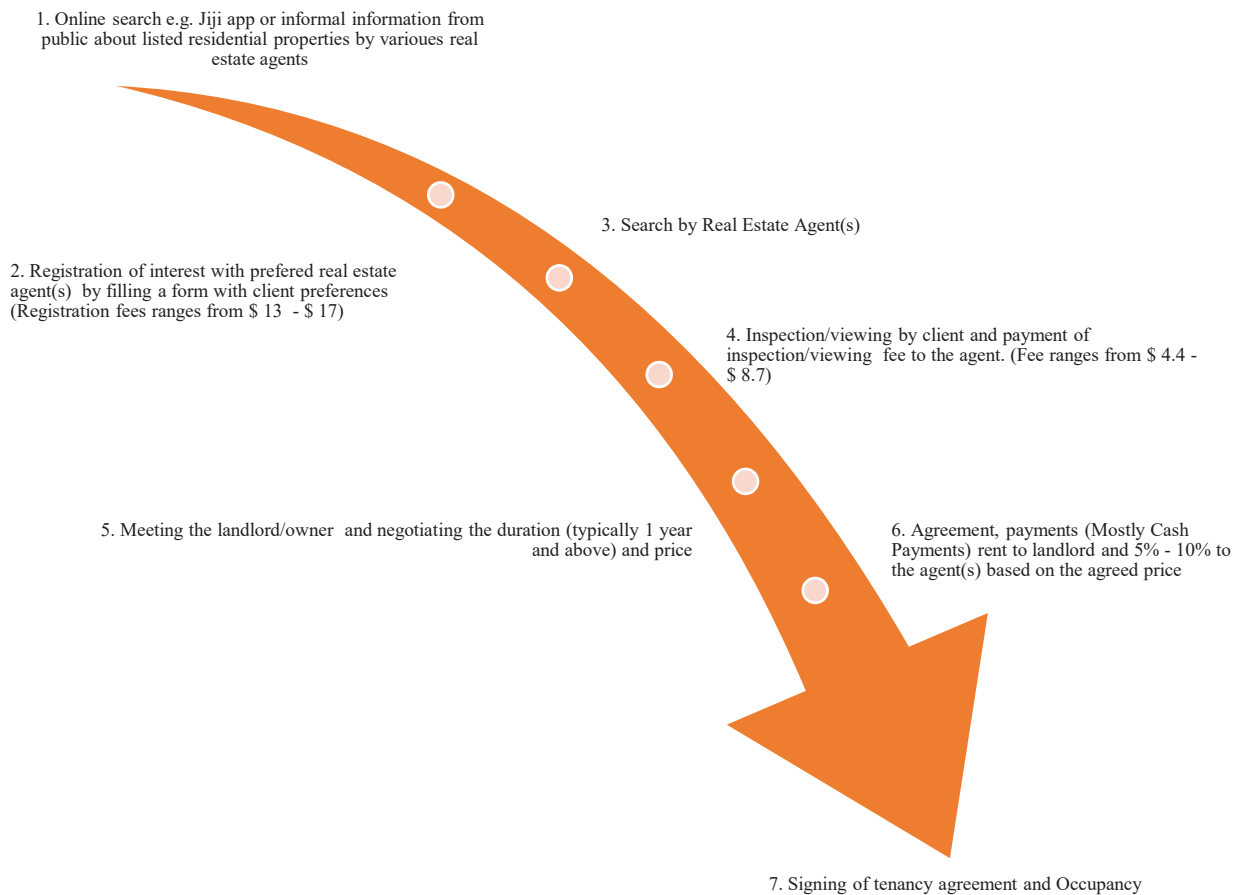 1. Online search e.g. Jiji app or informal information from
public about listed residential properties by varioues real
estate agents
2. Registration of interest with prefered real estate
agent(s) by filling a form with client preferences
(Registration fees ranges from $ 13 - $ 17)
3. Search by Real Estate Agent(s)
4. Inspection/viewing by client and payment of
inspection/viewing fee to the agent. (Fee ranges from $ 4.4 -
$ 8.7)
5. Meeting the landlord/owner and negotiating the duration (typically 1 year
and above) and price
6. Agreement, payments (Mostly Cash
Payments) rent to landlord and 5% - 10% to
the agent(s) based on the agreed price
7. Signing of tenancy agreement and Occupancy